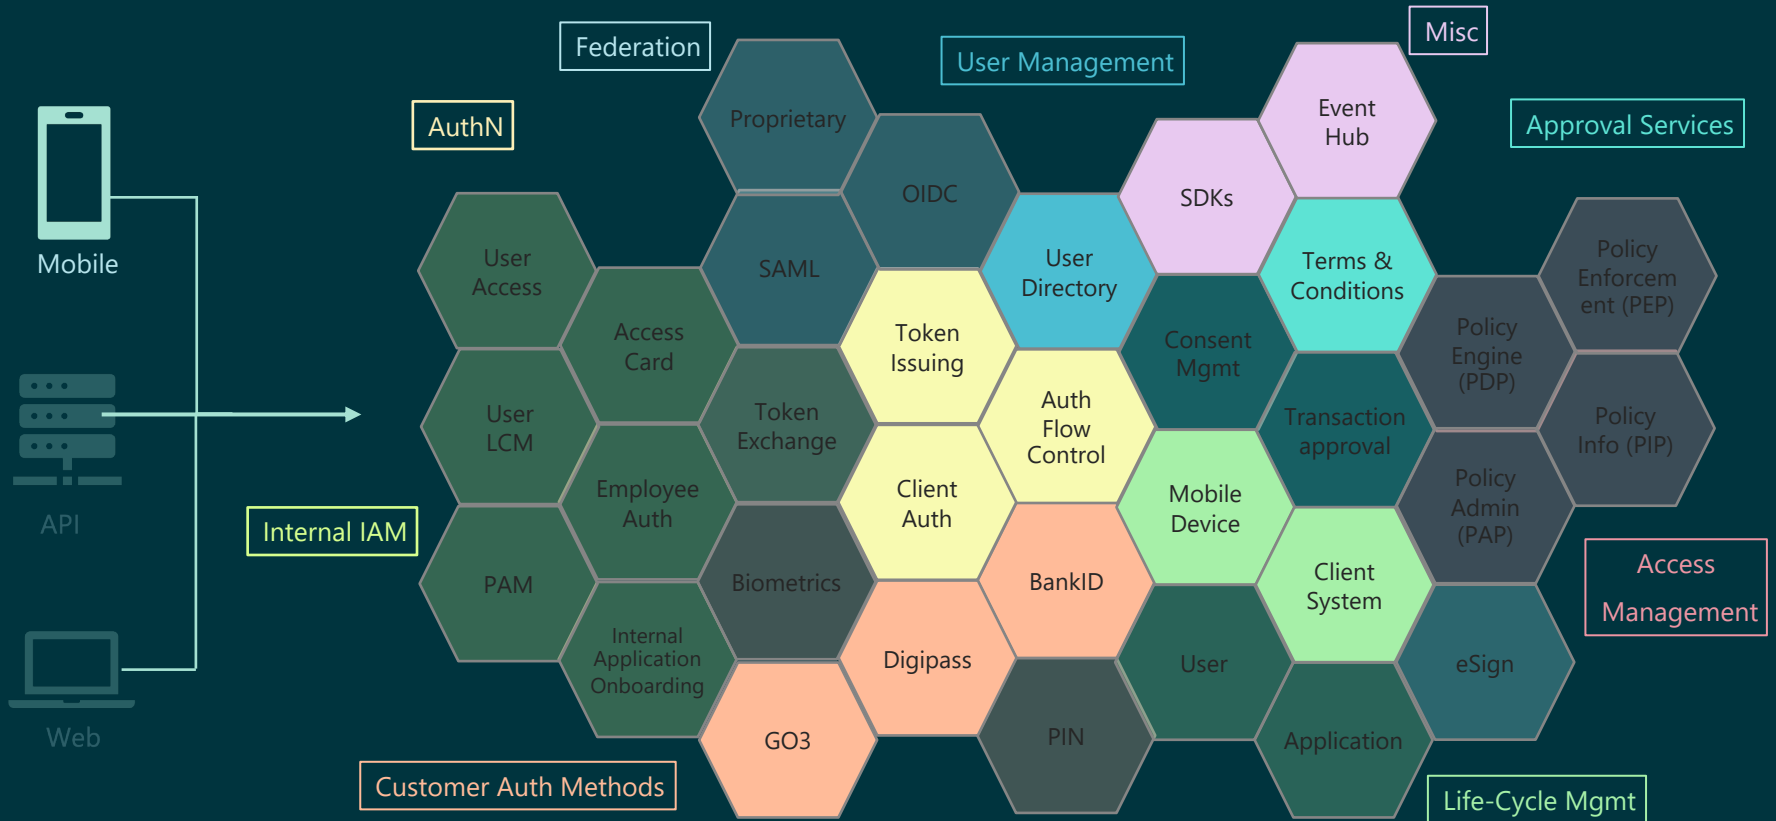 Misc
Federation
User Management
AuthN
Approval Services
Mobile
API
Web
Internal IAM
Customer Auth Methods
Access
Management
Life-Cycle Mgmt
User
Access
User
LCM
PAM
Access
Card
Employee
Auth
Internal
Application
Onboarding
Proprietary
SAML
Token
Exchange
Biometrics
GO3
OIDC
Token
Issuing
Client
Auth
Digipass
User
Directory
Auth
Flow
Control
BankID
PIN
SDKs
Consent
Mgmt
Mobile
Device
User
Event
Hub
Terms &
Conditions
Transaction
approval
Client
System
Application
Policy
Engine
(PDP)
Policy
Admin
(PAP)
eSign
Policy
Enforcem
ent (PEP)
Policy
Info (PIP)